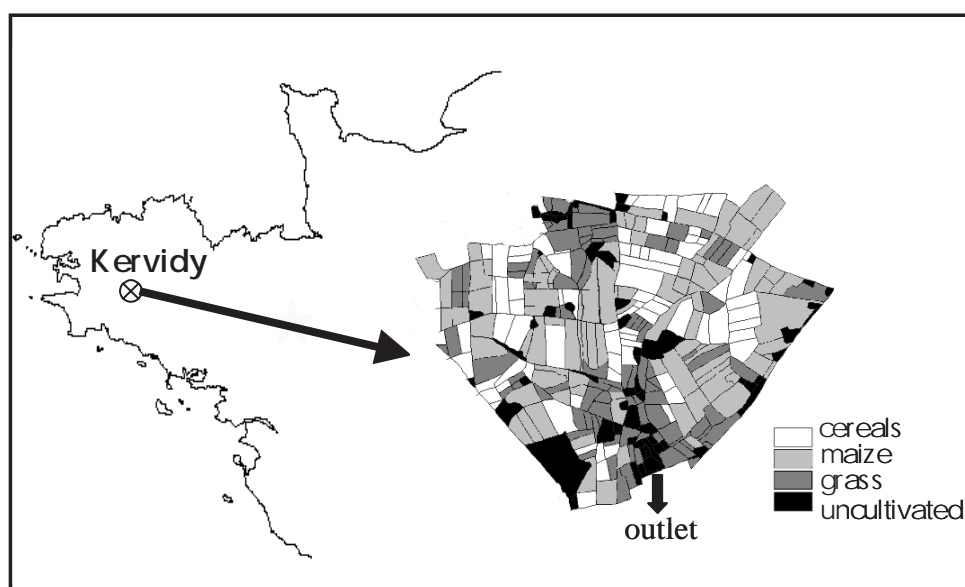 Kervidy
cereals
maize
grass
uncultivated
outlet